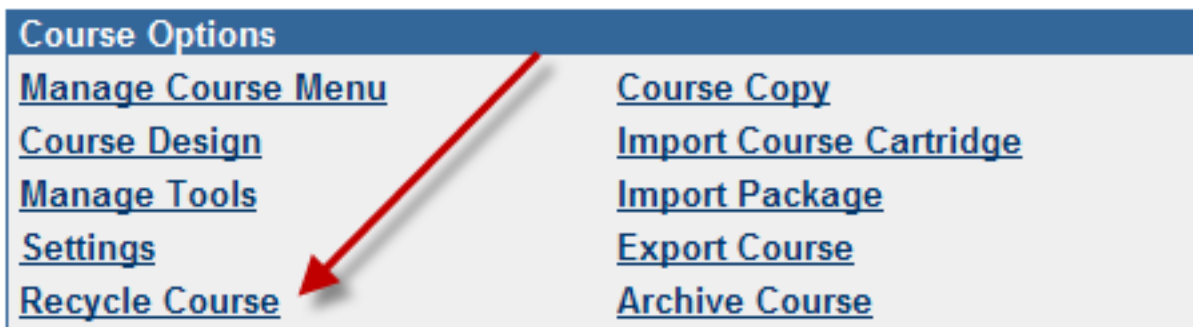 Course Options
Manage Course Menu
Course Design
Manage Tools
Settings
Recycle Course
Course Copy
Import Course Cartridge
Import Package
Export Course
Archive Course